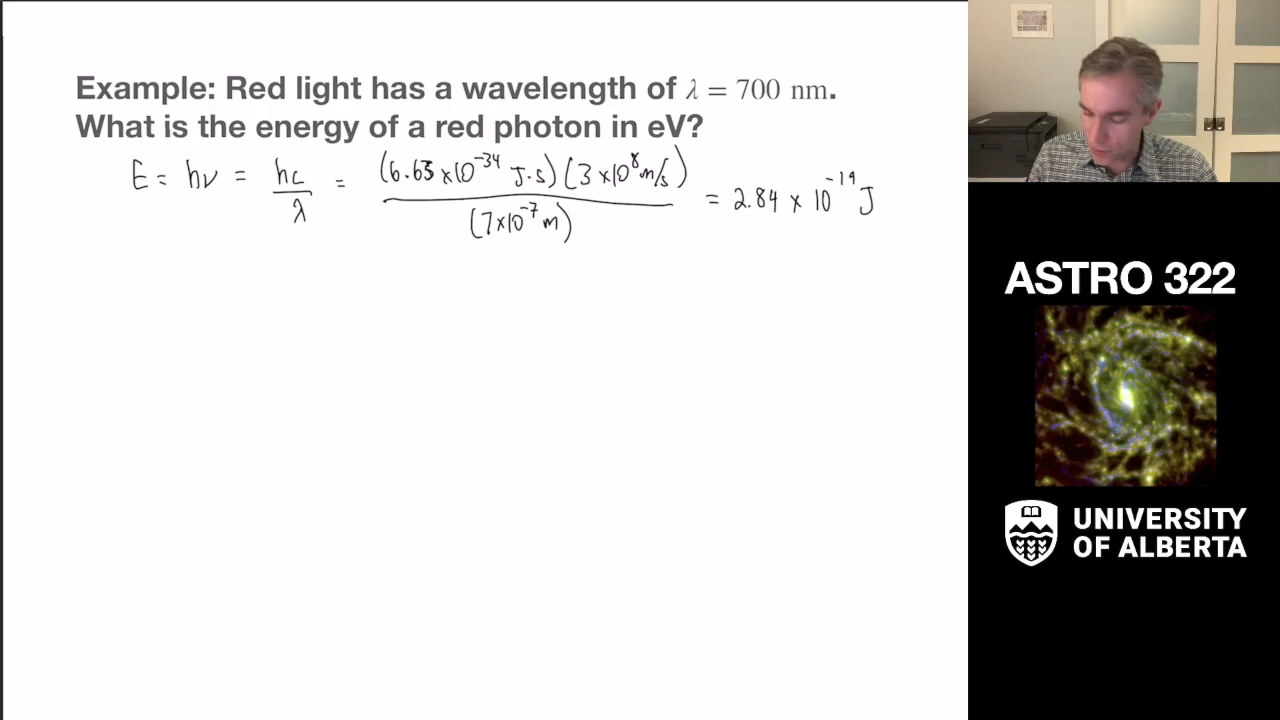 Example: Red light has a wavelength of λ = 700 nm.
What is the energy of a red photon in eV?
E = hν = hc/λ = (6.63 x 10^-34 J·s)(3 x 10^8 m/s)/(7 x 10^-7 m) = 2.84 x 10^-19 J
ASTRO 322
UNIVERSITY
OF ALBERTA